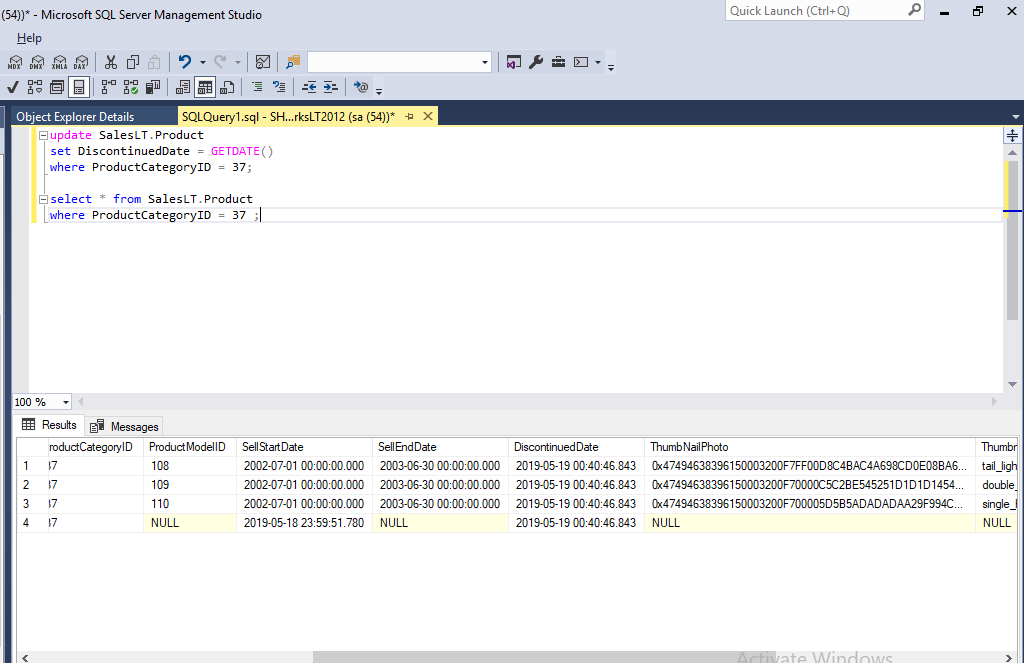 (54))* - Microsoft SQL Server Management Studio
Quick Launch (Ctrl+Q)
Help
MDX DMX XMLA DAX
Object Explorer Details
SQLQuery1.sql - SH...rksLT2012 (sa (54))*
update SalesLT.Product
set DiscontinuedDate = GETDATE()
where ProductCategoryID = 37;
select * from SalesLT.Product
where ProductCategoryID = 37 ;
100 %
Results Messages
roductCategoryID ProductModelID SellStartDate SellEndDate DiscontinuedDate ThumbNailPhoto Thumbn
1 37 108 2002-07-01 00:00:00.000 2003-06-30 00:00:00.000 2019-05-19 00:40:46.843 0x47494638396150003200F7FF00D8C4BAC4A698CD0E08BA6... tail_ligh
2 37 109 2002-07-01 00:00:00.000 2003-06-30 00:00:00.000 2019-05-19 00:40:46.843 0x47494638396150003200F70000C5C2BE545251D1D1D1454... double_
3 37 110 2002-07-01 00:00:00.000 2003-06-30 00:00:00.000 2019-05-19 00:40:46.843 0x47494638396150003200F700005D5B5ADADADAA29F994C... single_l
4 37 NULL 2019-05-18 23:59:51.780 NULL 2019-05-19 00:40:46.843 NULL NULL
Activate Windows